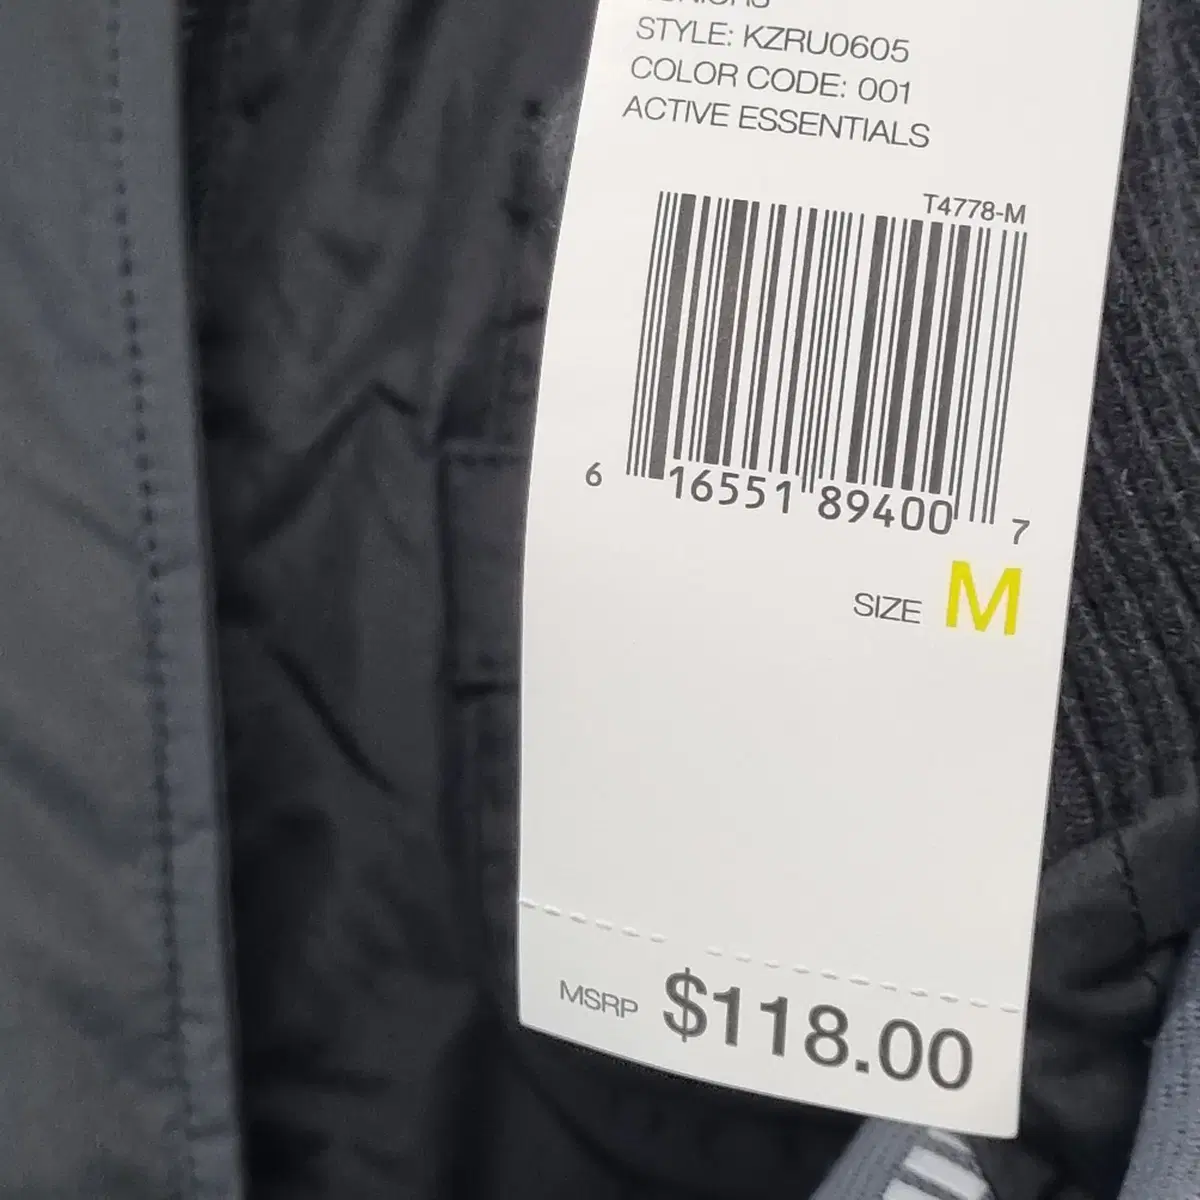 STYLE: KZRU0605
COLOR CODE: 001
ACTIVE ESSENTIALS
T4778-M
6 16551 89400 7
SIZE M
MSRP $118.00